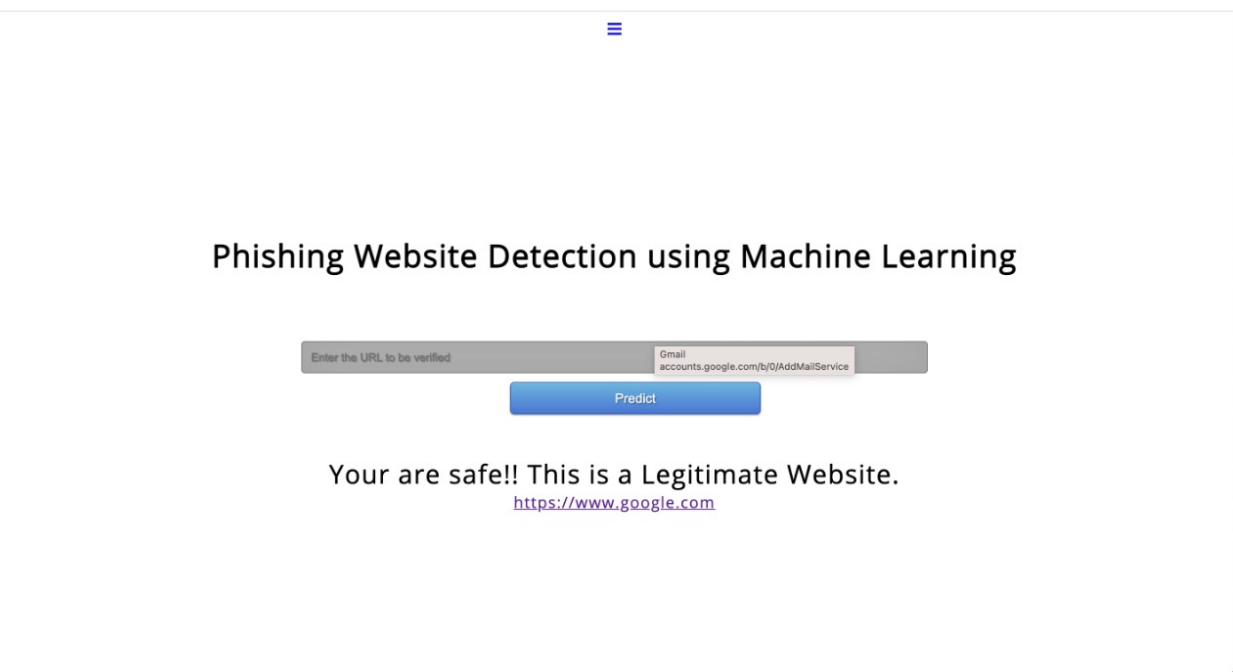 Phishing Website Detection using Machine Learning
Enter the URL to be verified
Gmail
accounts.google.com/b/0/AddMailService
Predict
Your are safe!! This is a Legitimate Website.
https://www.google.com